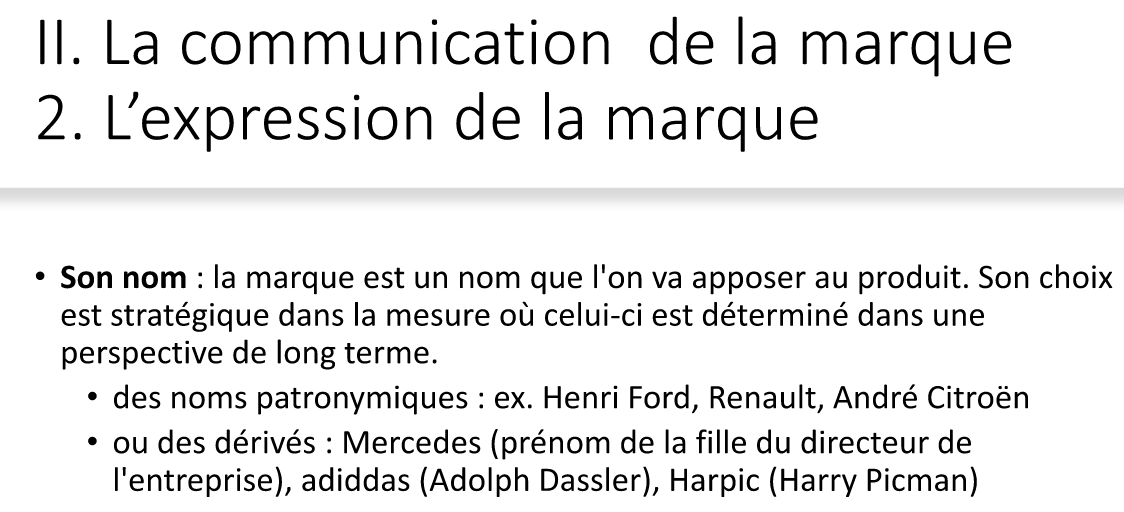 II. La communication  de la marque
2. L’expression de la marque
• Son nom : la marque est un nom que l'on va apposer au produit. Son choix
est stratégique dans la mesure où celui-ci est déterminé dans une
perspective de long terme.
• des noms patronymiques : ex. Henri Ford, Renault, André Citroën
• ou des dérivés : Mercedes (prénom de la fille du directeur de
l'entreprise), adiddas (Adolph Dassler), Harpic (Harry Picman)